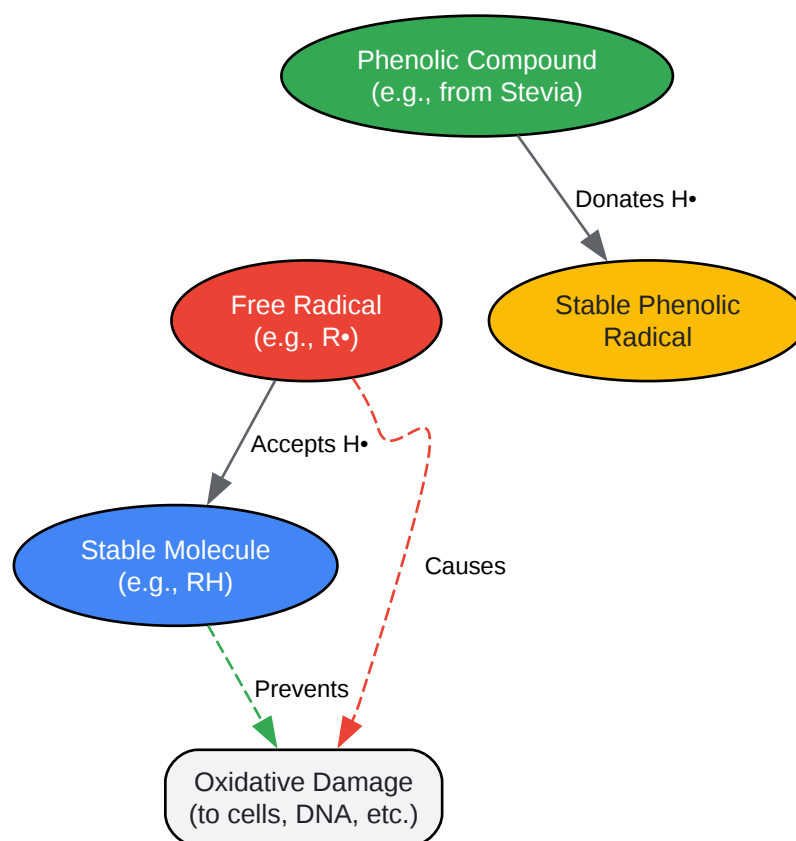 Phenolic Compound
(e.g., from Stevia)
Donates H•
Free Radical
(e.g., R•)
Stable Phenolic
Radical
Accepts H•
Stable Molecule
(e.g., RH)
Causes
Prevents
Oxidative Damage
(to cells, DNA, etc.)